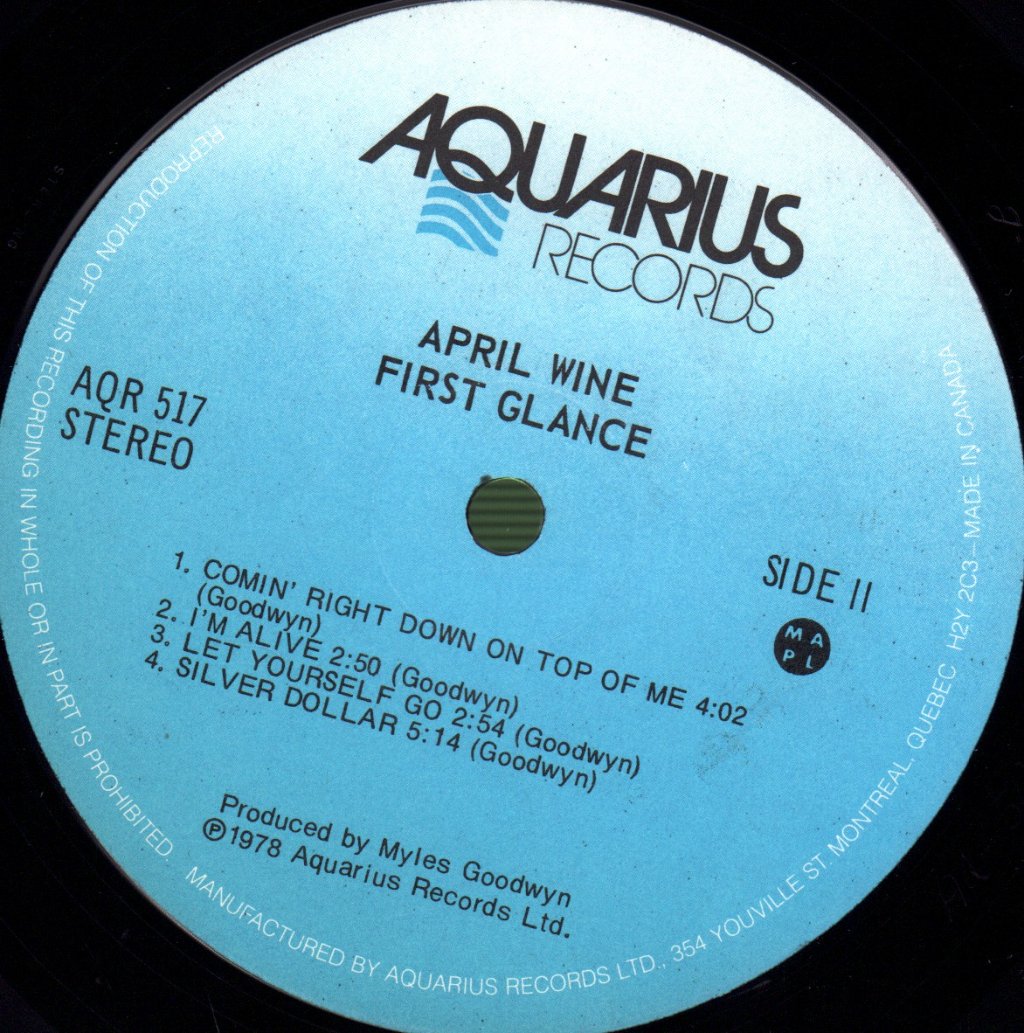 AQUARIUS
RECORDS
APRIL WINE
FIRST GLANCE
AQR 517
STEREO
SIDE II
M A
P L
1. COMIN' RIGHT DOWN ON TOP OF ME 4:02
(Goodwyn)
2. I'M ALIVE 2:50 (Goodwyn)
3. LET YOURSELF GO 2:54 (Goodwyn)
4. SILVER DOLLAR 5:14 (Goodwyn)
Produced by Myles Goodwyn
℗1978 Aquarius Records Ltd.
REPRODUCTION OF THIS RECORDING IN WHOLE OR IN PART IS PROHIBITED. MANUFACTURED BY AQUARIUS RECORDS LTD., 354 YOUVILLE ST. MONTREAL, QUEBEC H2Y 2C3–MADE IN CANADA